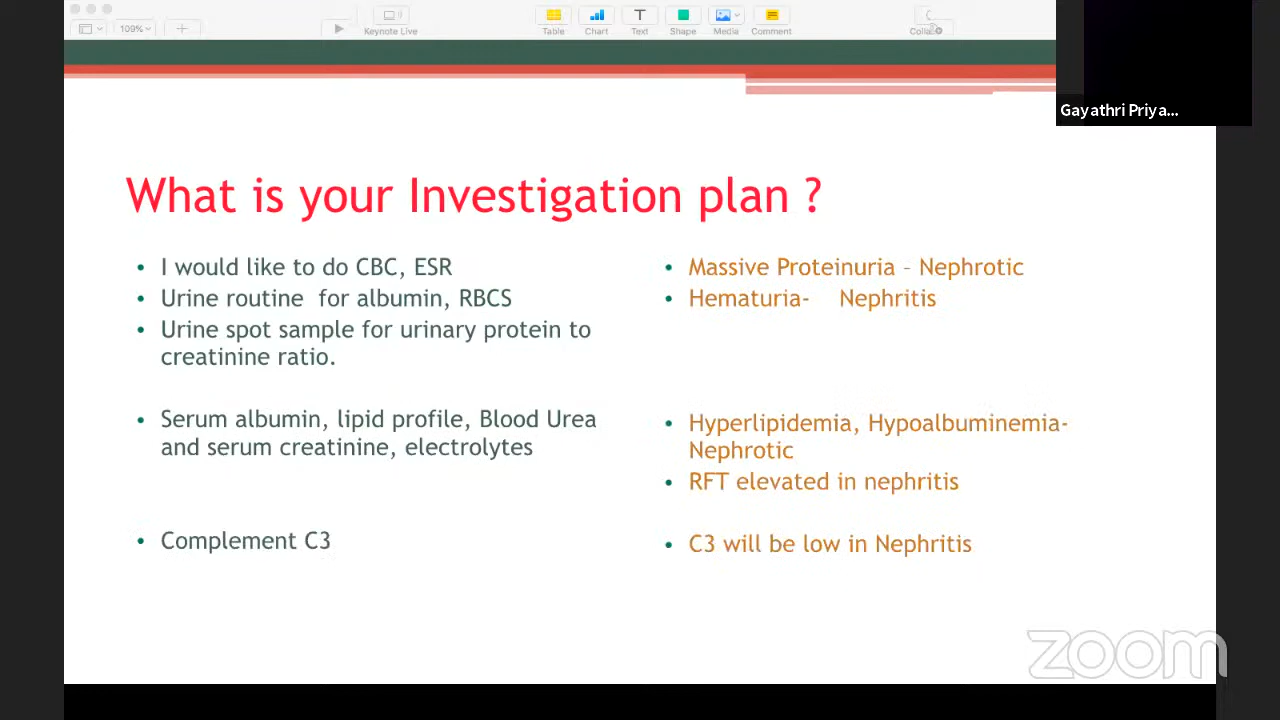 109%
Keynote Live
Table
Chart
Text
Shape
Media
Comment
Gayathri Priya...
What is your Investigation plan ?
• I would like to do CBC, ESR
• Urine routine for albumin, RBCS
• Urine spot sample for urinary protein to
creatinine ratio.
• Serum albumin, lipid profile, Blood Urea
and serum creatinine, electrolytes
• Complement C3
• Massive Proteinuria – Nephrotic
• Hematuria- Nephritis
• Hyperlipidemia, Hypoalbuminemia-
Nephrotic
• RFT elevated in nephritis
• C3 will be low in Nephritis
zoom